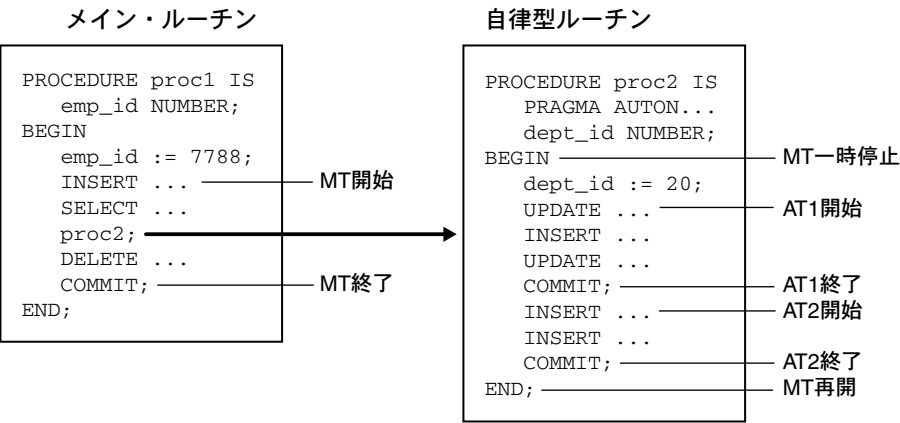 メイン・ルーチン
PROCEDURE proc1 IS
emp_id NUMBER;
BEGIN
emp_id := 7788;
INSERT ... MT開始
SELECT ...
proc2;
DELETE ...
COMMIT; MT終了
END;
自律型ルーチン
PROCEDURE proc2 IS
PRAGMA AUTON...
dept_id NUMBER;
BEGIN MT一時停止
dept_id := 20;
UPDATE ... AT1開始
INSERT ...
UPDATE ...
COMMIT; AT1終了
INSERT ... AT2開始
INSERT ...
COMMIT; AT2終了
END; MT再開